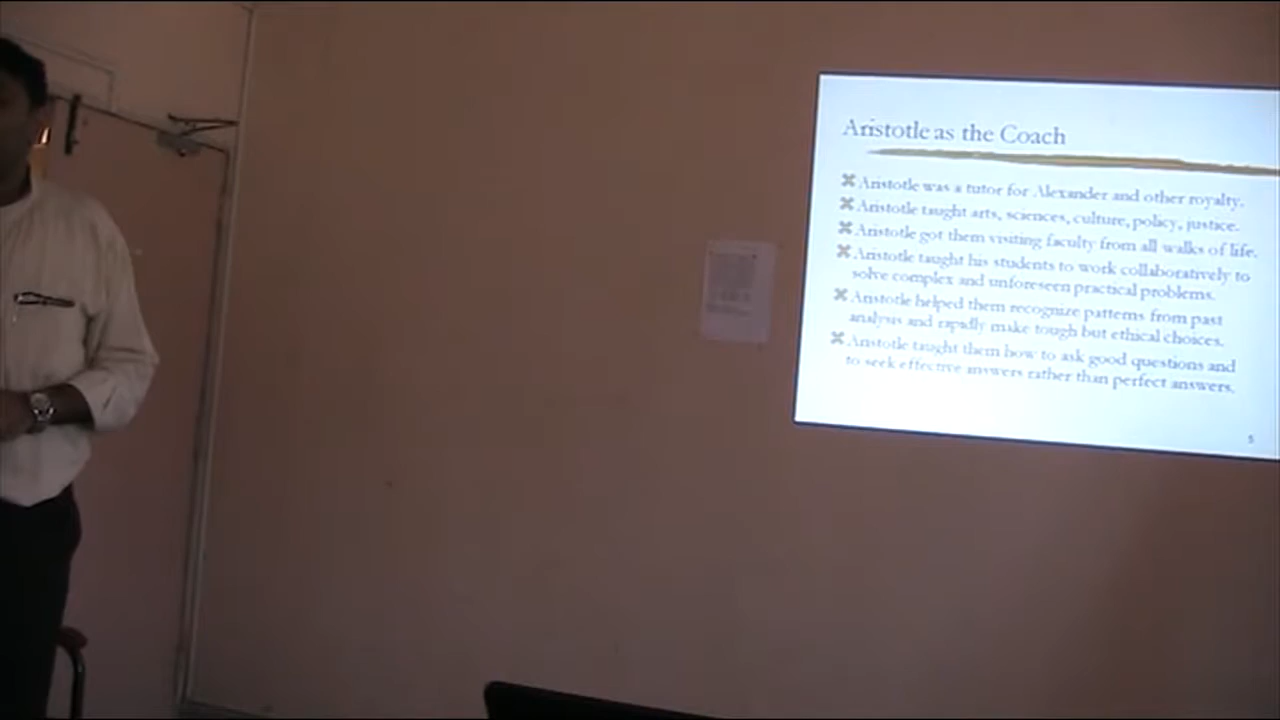 Aristotle as the Coach
Aristotle was a tutor for Alexander and other royalty.
Aristotle taught arts, sciences, culture, policy, justice.
Aristotle got them visiting faculty from all walks of life.
Aristotle taught his students to work collaboratively to
solve complex and unforeseen practical problems.
Aristotle helped them recognize patterns from past
analysis and rapidly make tough but ethical choices.
Aristotle taught them how to ask good questions and
to seek effective answers rather than perfect answers.
5